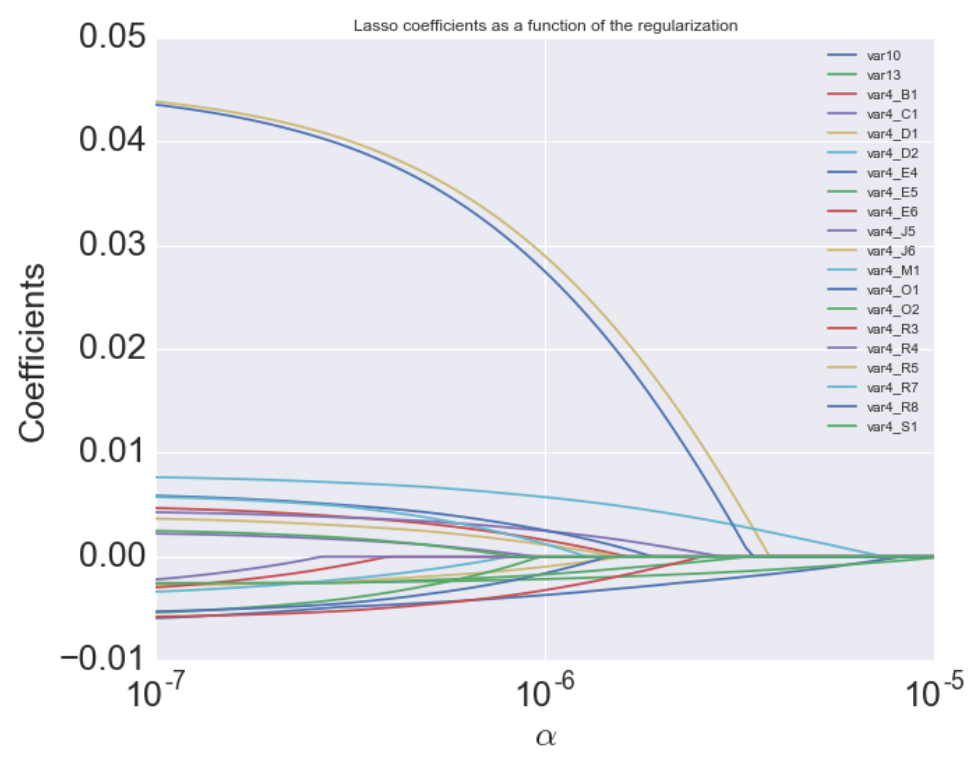 Lasso coefficients as a function of the regularization
0.05
0.04
0.03
0.02
0.01
0.00
−0.01
Coefficients
10^-7
10^-6
10^-5
α
var10
var13
var4_B1
var4_C1
var4_D1
var4_D2
var4_E4
var4_E5
var4_E6
var4_J5
var4_J6
var4_M1
var4_O1
var4_O2
var4_R3
var4_R4
var4_R5
var4_R7
var4_R8
var4_S1